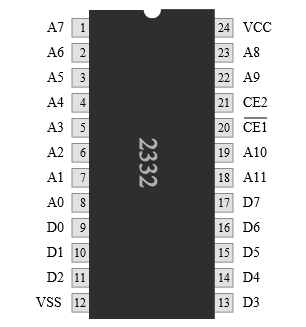 A7 1 24 VCC
A6 2 23 A8
A5 3 22 A9
A4 4 21 CE2
A3 5 20 C̅E̅1̅
A2 6 19 A10
A1 7 18 A11
A0 8 17 D7
D0 9 16 D6
D1 10 15 D5
D2 11 14 D4
VSS 12 13 D3
2332